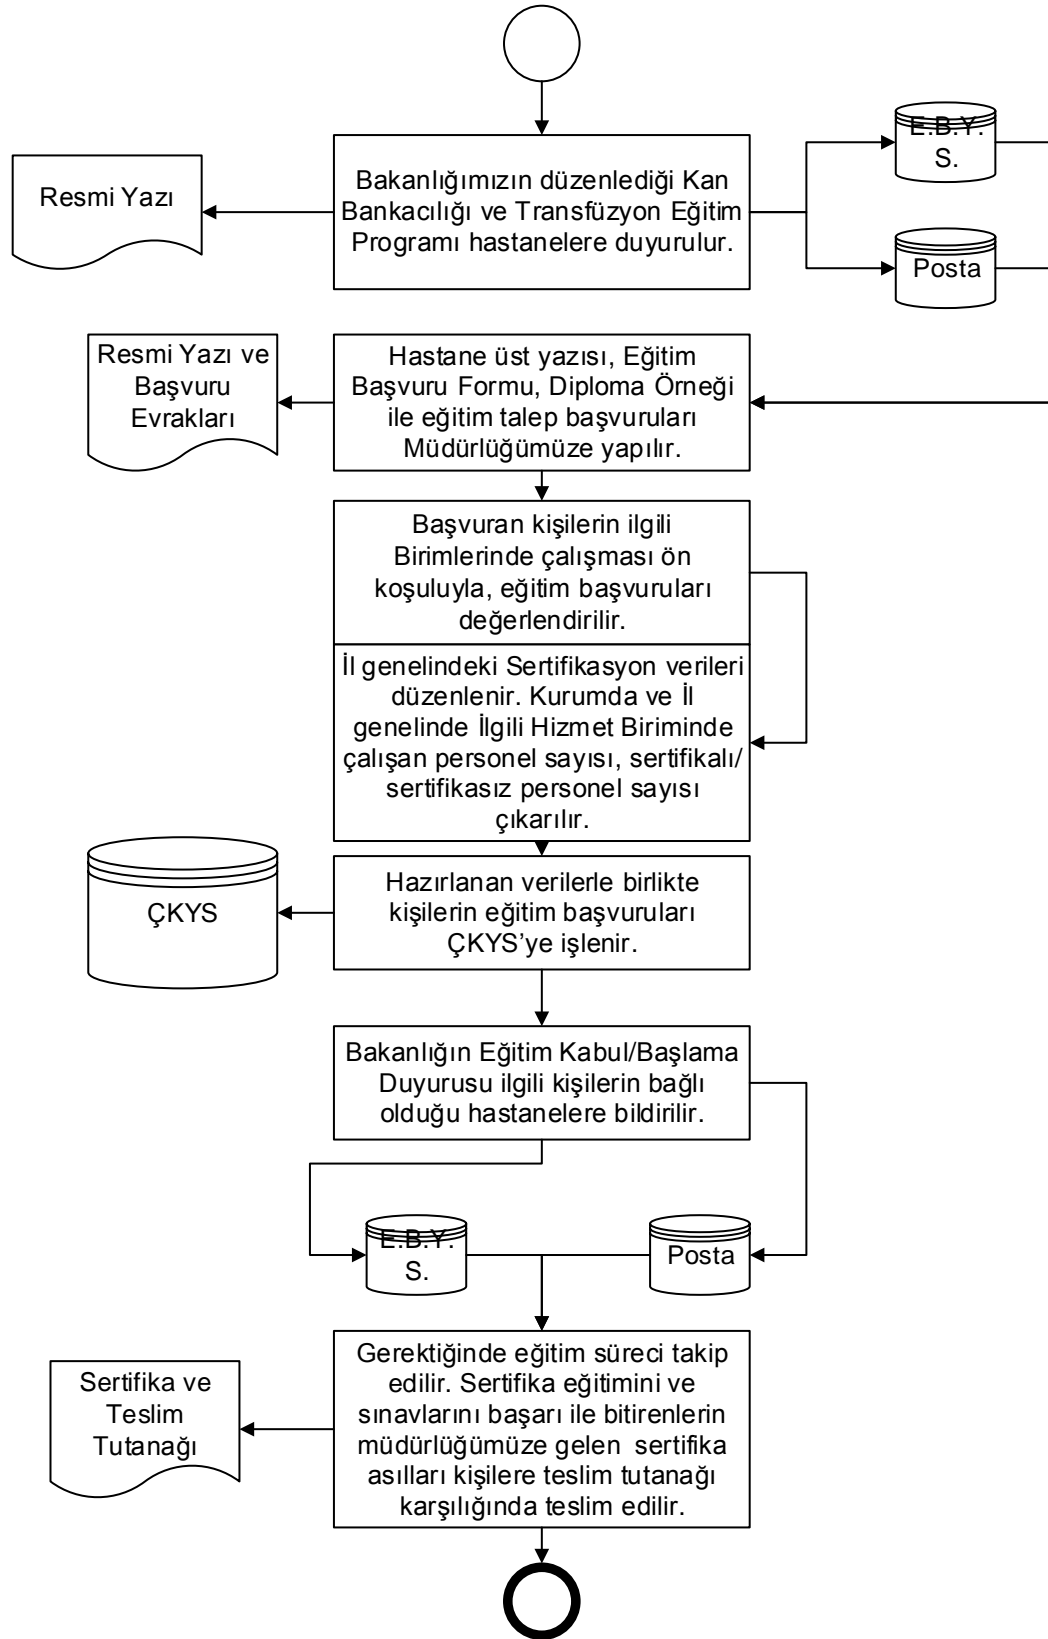 Bakanlığımızın düzenlediği Kan
Bankacılığı ve Transfüzyon Eğitim
Programı hastanelere duyurulur.
Resmi Yazı
E.B.Y.
S.
Posta
Hastane üst yazısı, Eğitim
Başvuru Formu, Diploma Örneği
ile eğitim talep başvuruları
Müdürlüğümüze yapılır.
Resmi Yazı ve
Başvuru
Evrakları
Başvuran kişilerin ilgili
Birimlerinde çalışması ön
koşuluyla, eğitim başvuruları
değerlendirilir.
İl genelindeki Sertifikasyon verileri
düzenlenir. Kurumda ve İl
genelinde İlgili Hizmet Biriminde
çalışan personel sayısı, sertifikalı/
sertifikasız personel sayısı
çıkarılır.
Hazırlanan verilerle birlikte
kişilerin eğitim başvuruları
ÇKYS'ye işlenir.
ÇKYS
Bakanlığın Eğitim Kabul/Başlama
Duyurusu ilgili kişilerin bağlı
olduğu hastanelere bildirilir.
E.B.Y.
S.
Posta
Gerektiğinde eğitim süreci takip
edilir. Sertifika eğitimini ve
sınavlarını başarı ile bitirenlerin
müdürlüğümüze gelen  sertifika
asılları kişilere teslim tutanağı
karşılığında teslim edilir.
Sertifika ve
Teslim
Tutanağı